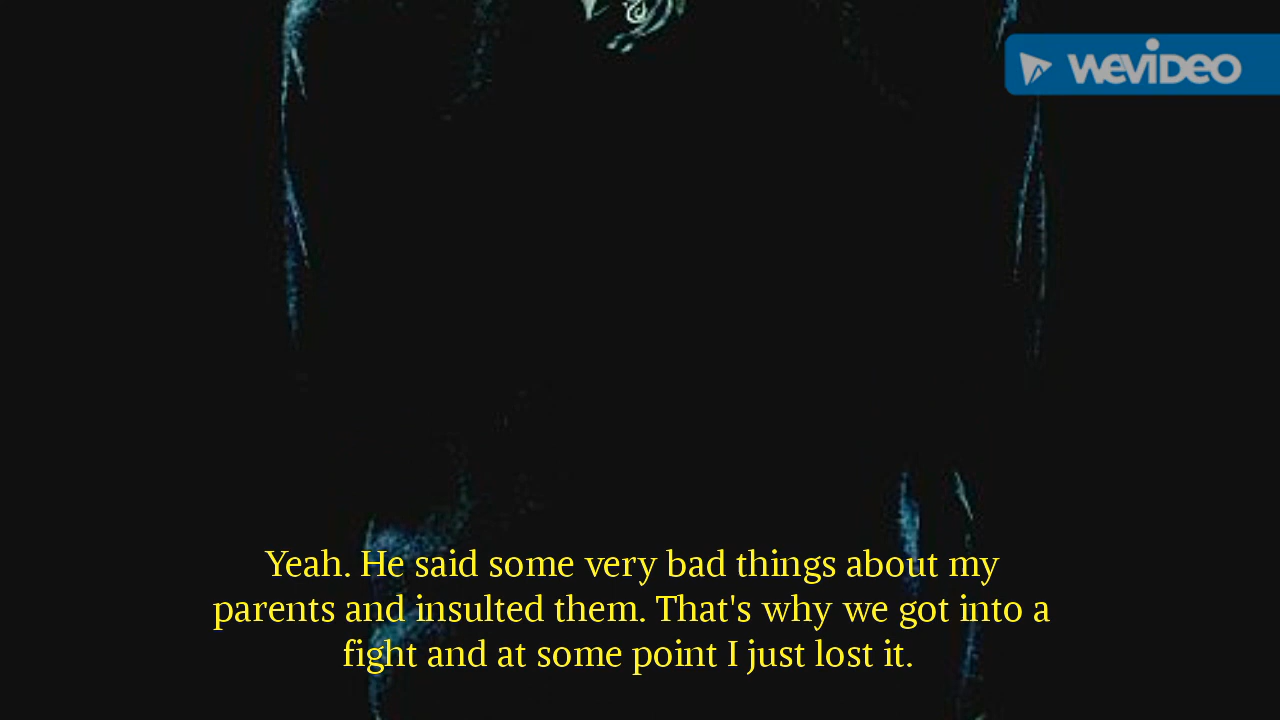 WEVIDEO
Yeah. He said some very bad things about my
parents and insulted them. That's why we got into a
fight and at some point I just lost it.